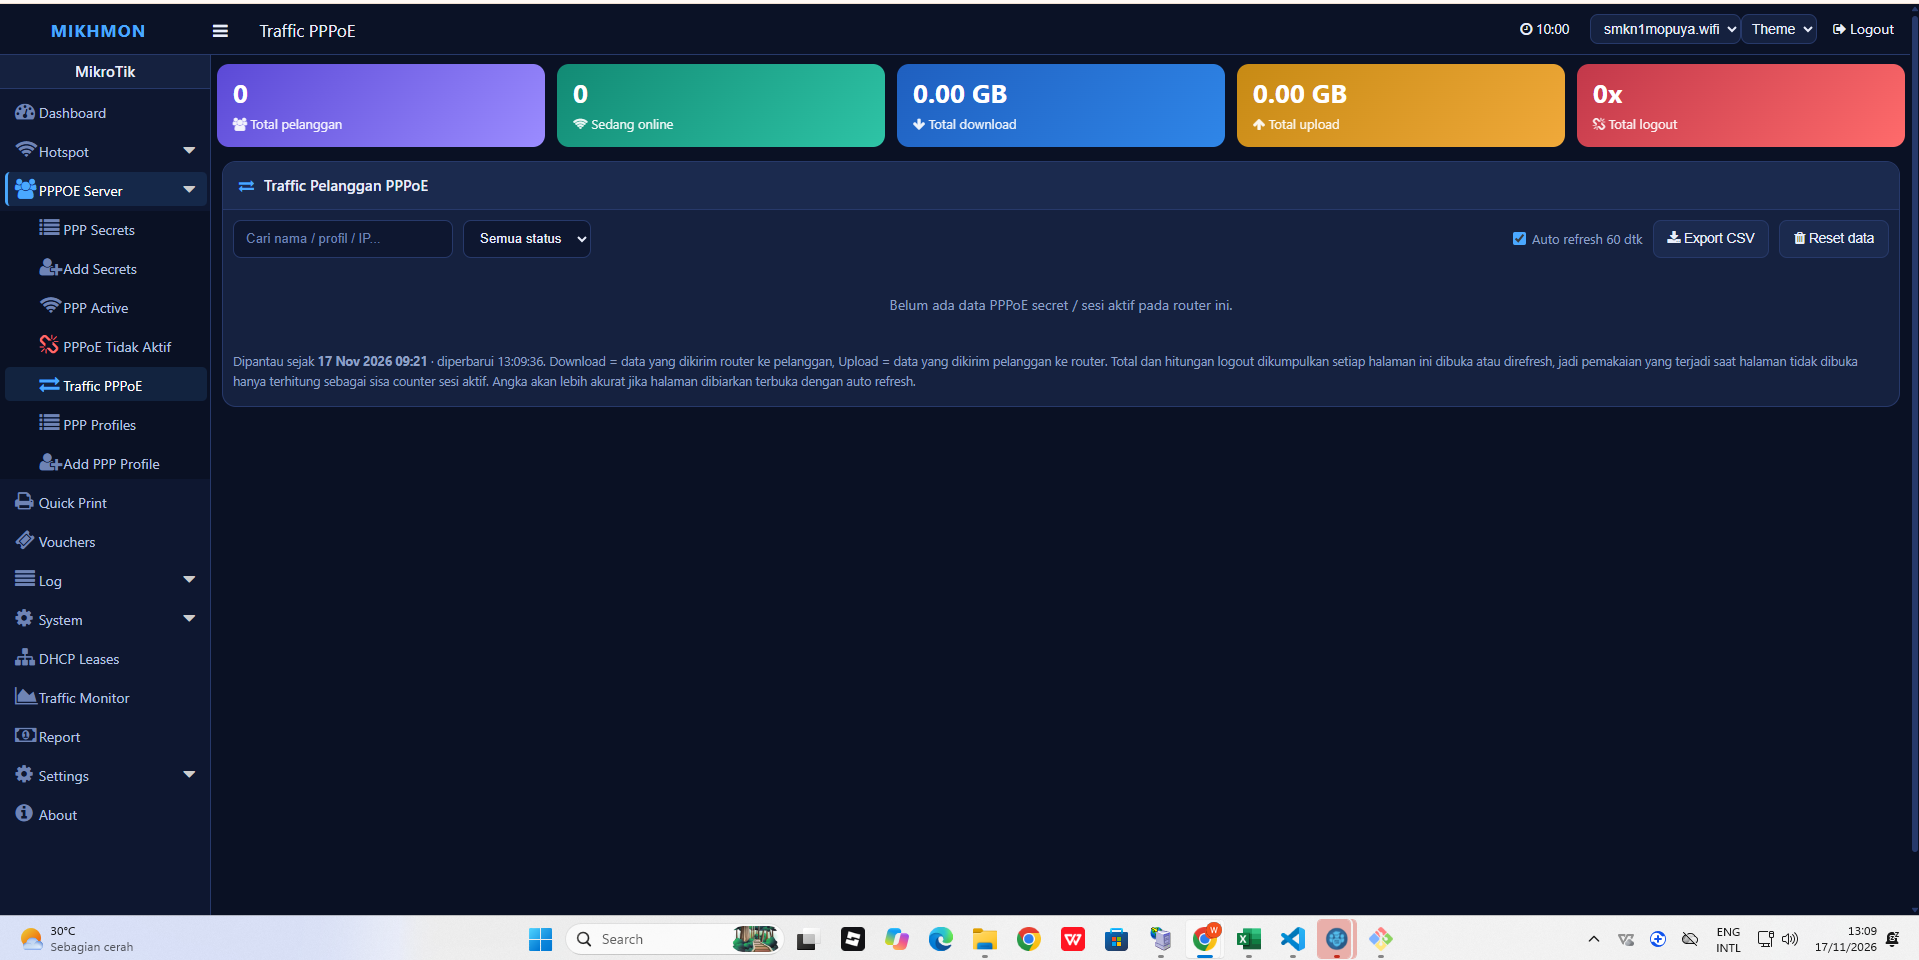 MIKHMON
Traffic PPPoE
10:00
smkn1mopuya.wifi
Theme
Logout
MikroTik
Dashboard
Hotspot
PPPOE Server
PPP Secrets
Add Secrets
PPP Active
PPPoE Tidak Aktif
Traffic PPPoE
PPP Profiles
Add PPP Profile
Quick Print
Vouchers
Log
System
DHCP Leases
Traffic Monitor
Report
Settings
About
0
Total pelanggan
0
Sedang online
0.00 GB
Total download
0.00 GB
Total upload
0x
Total logout
Traffic Pelanggan PPPoE
Cari nama / profil / IP...
Semua status
Auto refresh 60 dtk
Export CSV
Reset data
Belum ada data PPPoE secret / sesi aktif pada router ini.
Dipantau sejak 17 Nov 2026 09:21 · diperbarui 13:09:36. Download = data yang dikirim router ke pelanggan, Upload = data yang dikirim pelanggan ke router. Total dan hitungan logout dikumpulkan setiap halaman ini dibuka atau direfresh, jadi pemakaian yang terjadi saat halaman tidak dibuka
hanya terhitung sebagai sisa counter sesi aktif. Angka akan lebih akurat jika halaman dibiarkan terbuka dengan auto refresh.
30°C
Sebagian cerah
Search
W
W
ENG
INTL
13:09
17/11/2026